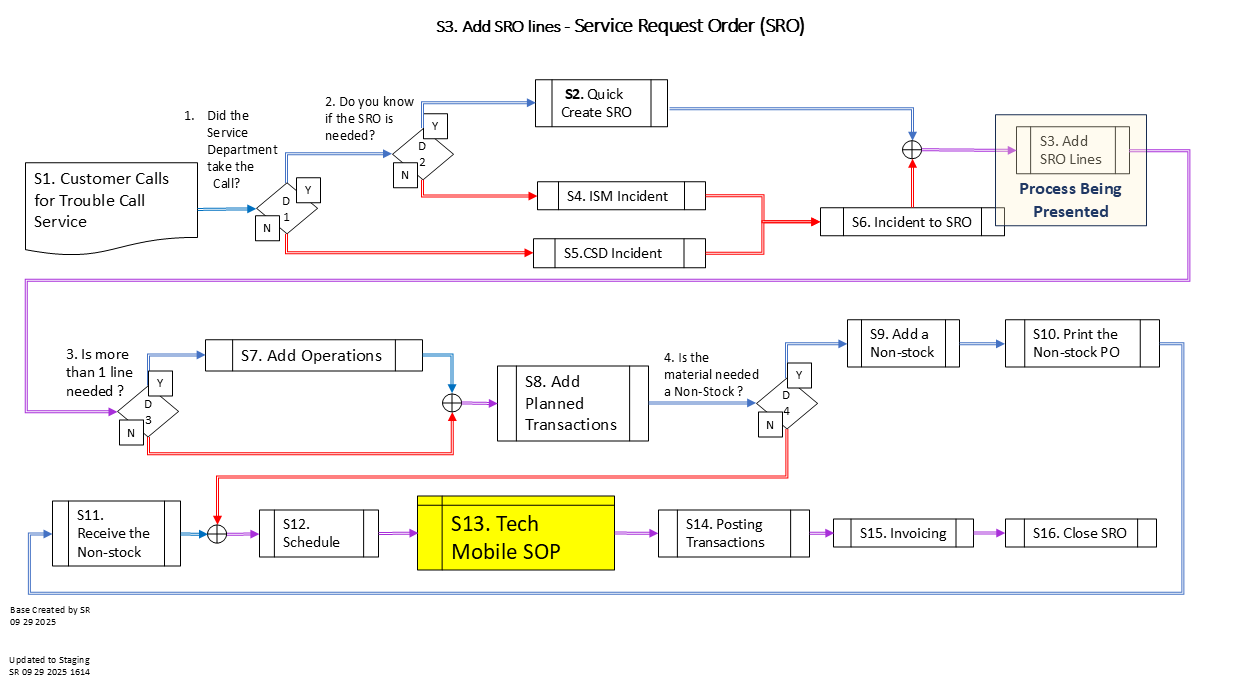 S3. Add SRO lines - Service Request Order (SRO)
1. Did the
Service
Department
take the
Call?
2. Do you know
if the SRO is
needed?
S2. Quick
Create SRO
Y
D
2
N
S1. Customer Calls
for Trouble Call
Service
Y
D
1
N
S4. ISM Incident
S5.CSD Incident
S6. Incident to SRO
S3. Add
SRO Lines
Process Being
Presented
3. Is more
than 1 line
needed ?
Y
D
3
N
S7. Add Operations
S8. Add
Planned
Transactions
4. Is the
material needed
a Non-Stock ?
Y
D
4
N
S9. Add a
Non-stock
S10. Print the
Non-stock PO
S11.
Receive the
Non-stock
S12.
Schedule
S13. Tech
Mobile SOP
S14. Posting
Transactions
S15. Invoicing
S16. Close SRO
Base Created by SR
09 29 2025
Updated to Staging
SR 09 29 2025 1614